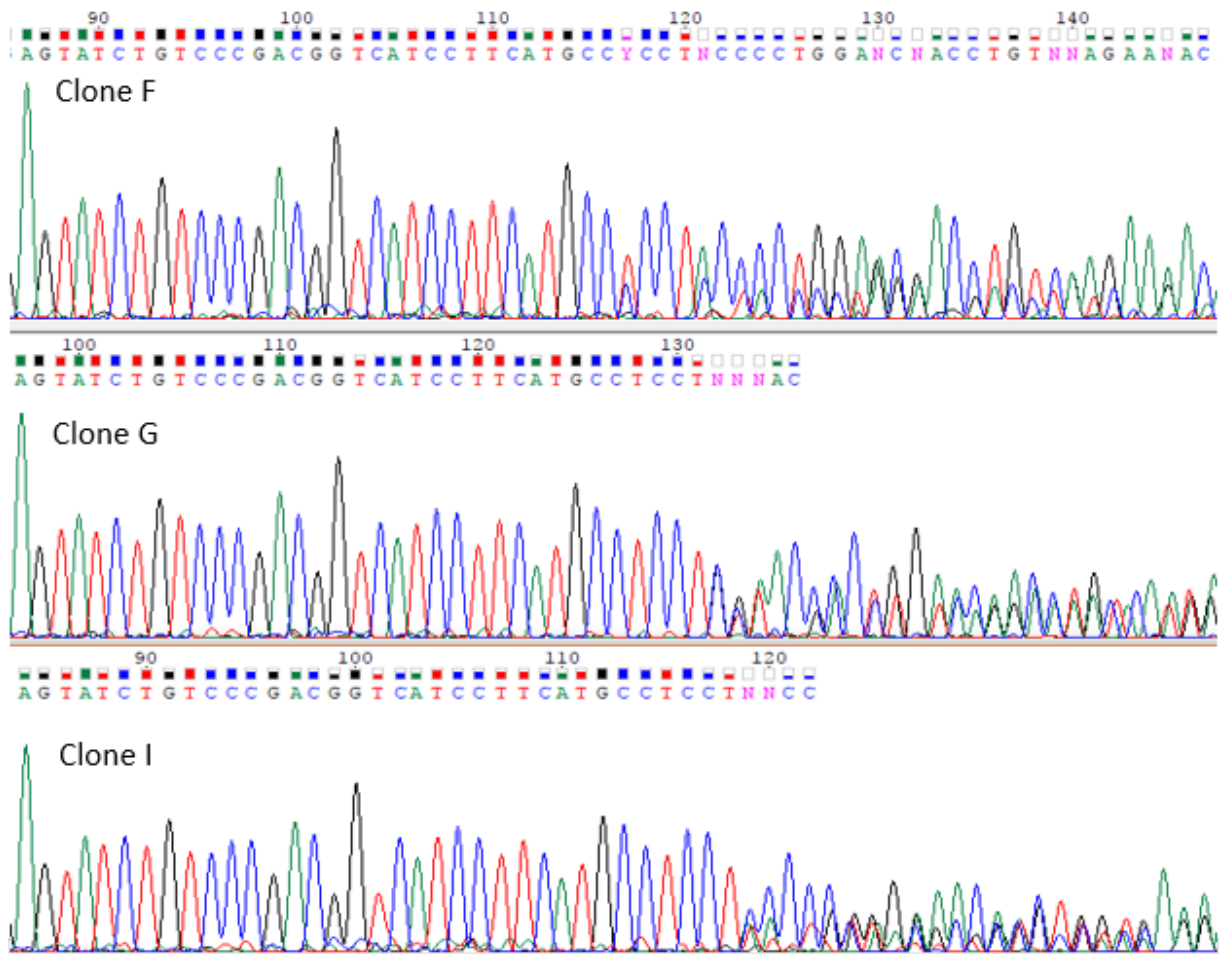 90 100 110 120 130 140
AGTATCTGTCCCGACGGTCATCCTTCATGCCYCCTNCCCCTGGANCNACCTGTNNAGAANAC
Clone F
100 110 120 130
AGTATCTGTCCCGACGGTCATCCTTCATGCCTCCTNNNAC
Clone G
90 100 110 120
AGTATCTGTCCCGACGGTCATCCTTCATGCCTCCTNNCC
Clone I